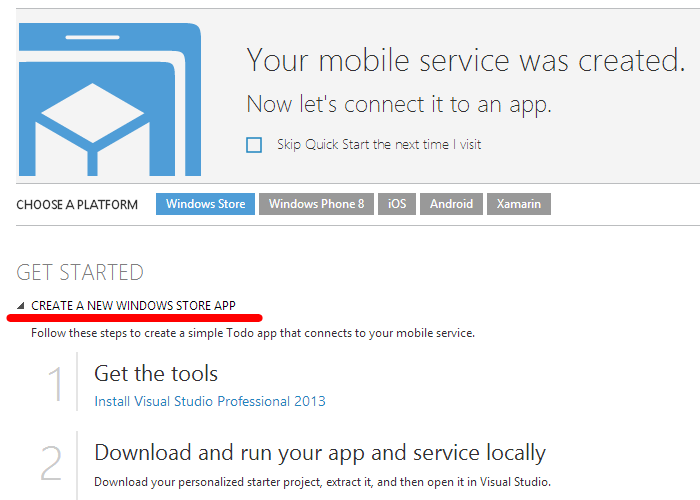 Your mobile service was created.
Now let's connect it to an app.
Skip Quick Start the next time I visit
CHOOSE A PLATFORM Windows Store Windows Phone 8 iOS Android Xamarin
GET STARTED
CREATE A NEW WINDOWS STORE APP
Follow these steps to create a simple Todo app that connects to your mobile service.
1 Get the tools
Install Visual Studio Professional 2013
2 Download and run your app and service locally
Download your personalized starter project, extract it, and then open it in Visual Studio.